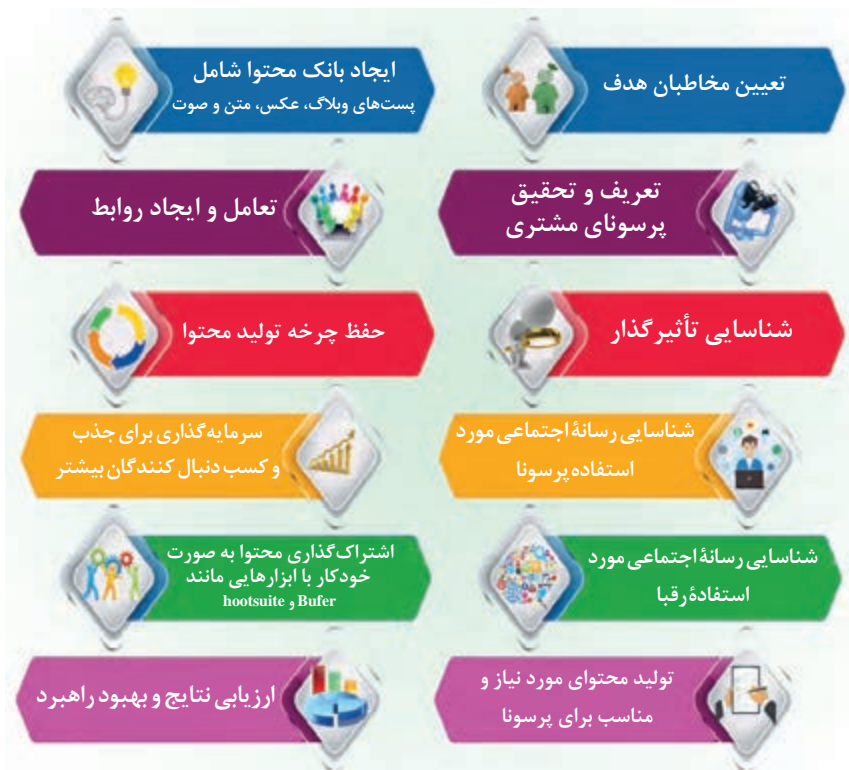 تعیین مخاطبان هدف
تعریف و تحقیق
پرسونای مشتری
شناسایی تأثیرگذار
شناسایی رسانهٔ اجتماعی مورد
استفاده پرسونا
شناسایی رسانهٔ اجتماعی مورد
استفادهٔ رقبا
تولید محتوای مورد نیاز و
مناسب برای پرسونا
ایجاد بانک محتوا شامل
پست‌های وبلاگ، عکس، متن و صوت
تعامل و ایجاد روابط
حفظ چرخه تولید محتوا
سرمایه‌گذاری برای جذب
و کسب دنبال کنندگان بیشتر
اشتراک‌گذاری محتوا به صورت
خودکار با ابزارهایی مانند
Bufer و hootsuite
ارزیابی نتایج و بهبود راهبرد